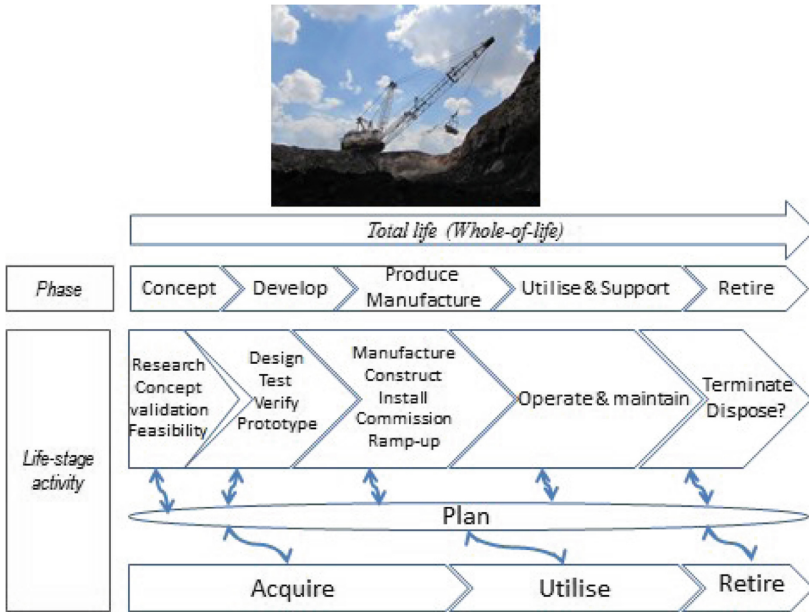 Total life (Whole-of-life)
Phase
Concept
Develop
Produce
Manufacture
Utilise & Support
Retire
Life-stage
activity
Research
Concept
validation
Feasibility
Design
Test
Verify
Prototype
Manufacture
Construct
Install
Commission
Ramp-up
Operate & maintain
Terminate
Dispose?
Plan
Acquire
Utilise
Retire